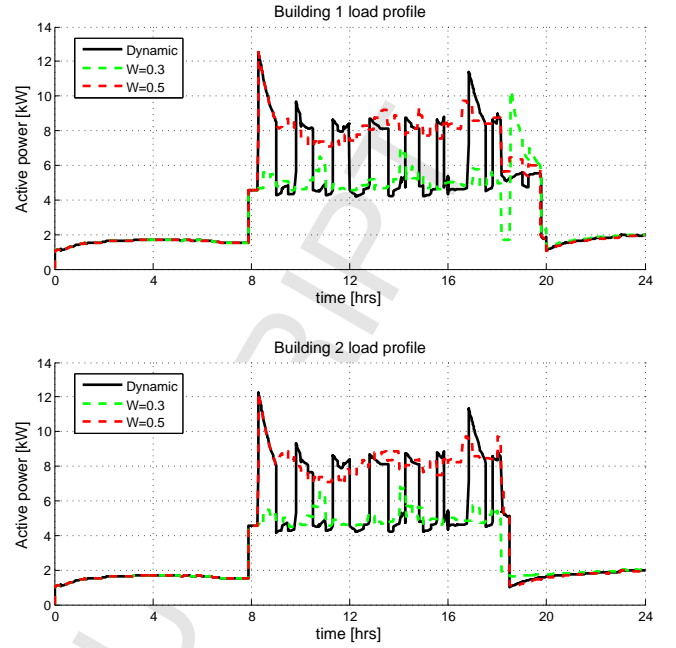 Building 1 load profile
Active power [kW]
14
12
10
8
6
4
2
0
Dynamic
W=0.3
W=0.5
0 4 8 12 16 20 24
time [hrs]
Building 2 load profile
Active power [kW]
14
12
10
8
6
4
2
0
Dynamic
W=0.3
W=0.5
0 4 8 12 16 20 24
time [hrs]